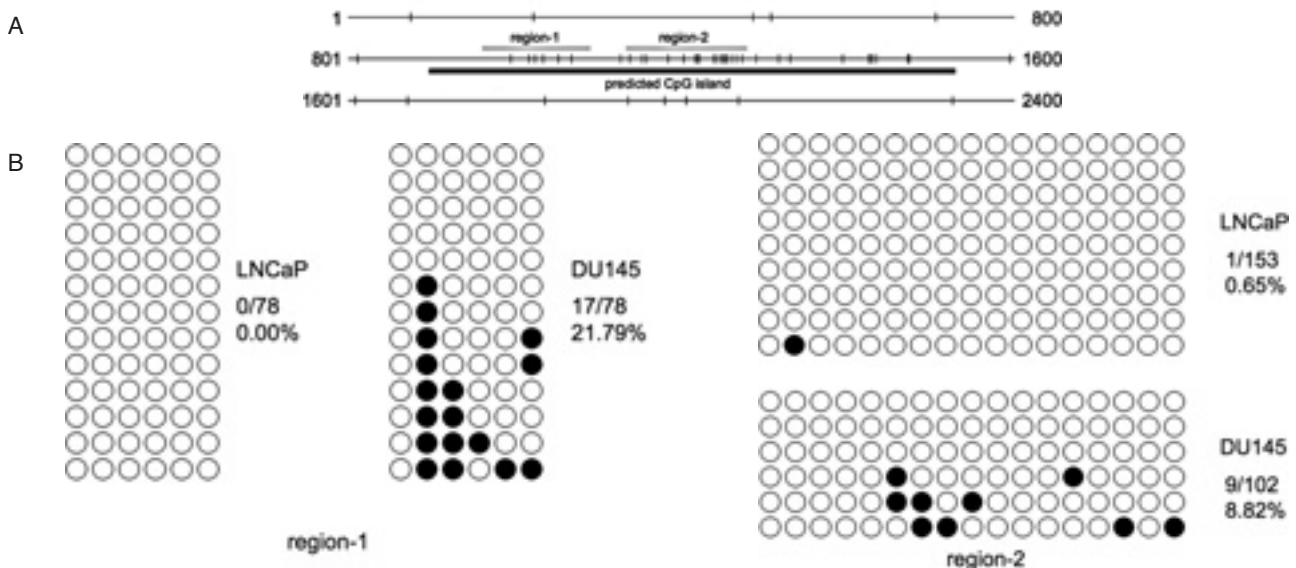 A
1 800
region-1 region-2
801 1600
predicted CpG island
1601 2400
B
LNCaP
0/78
0.00%
DU145
17/78
21.79%
region-1
LNCaP
1/153
0.65%
DU145
9/102
8.82%
region-2